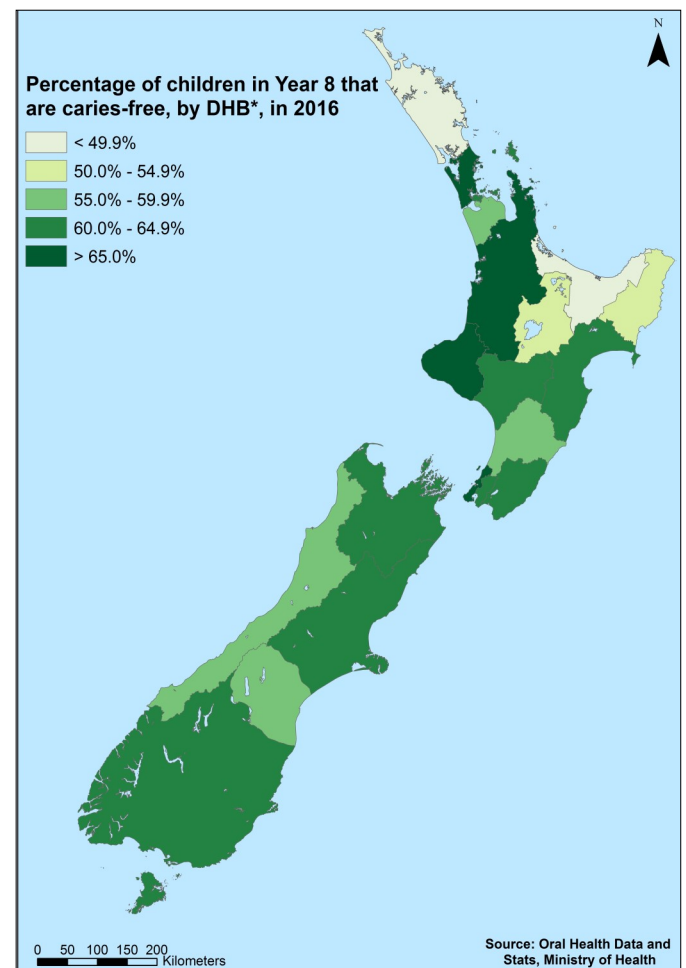 N
Percentage of children in Year 8 that
are caries-free, by DHB*, in 2016
< 49.9%
50.0% - 54.9%
55.0% - 59.9%
60.0% - 64.9%
> 65.0%
0 50 100 150 200
Kilometers
Source: Oral Health Data and
Stats, Ministry of Health